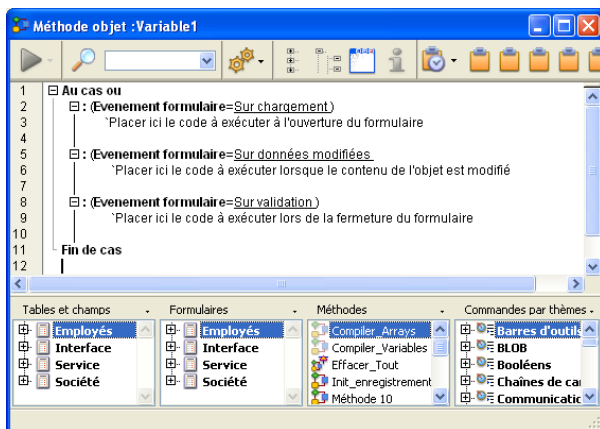 Méthode objet :Variable1
1 Au cas ou
2 : (Evenement formulaire=Sur chargement)
3 `Placer ici le code à exécuter à l'ouverture du formulaire
4
5 : (Evenement formulaire=Sur données modifiées
6 `Placer ici le code à exécuter lorsque le contenu de l'objet est modifié
7
8 : (Evenement formulaire=Sur validation)
9 `Placer ici le code à exécuter lors de la fermeture du formulaire
10
11 Fin de cas
12
Tables et champs Formulaires Méthodes Commandes par thèmes
Employés Employés Compiler_Arrays Barres d'outils
Interface Interface Compiler_Variables BLOB
Service Service Effacer_Tout Booléens
Société Société Init_enregistrement Chaînes de car
Méthode 10 Communicatio